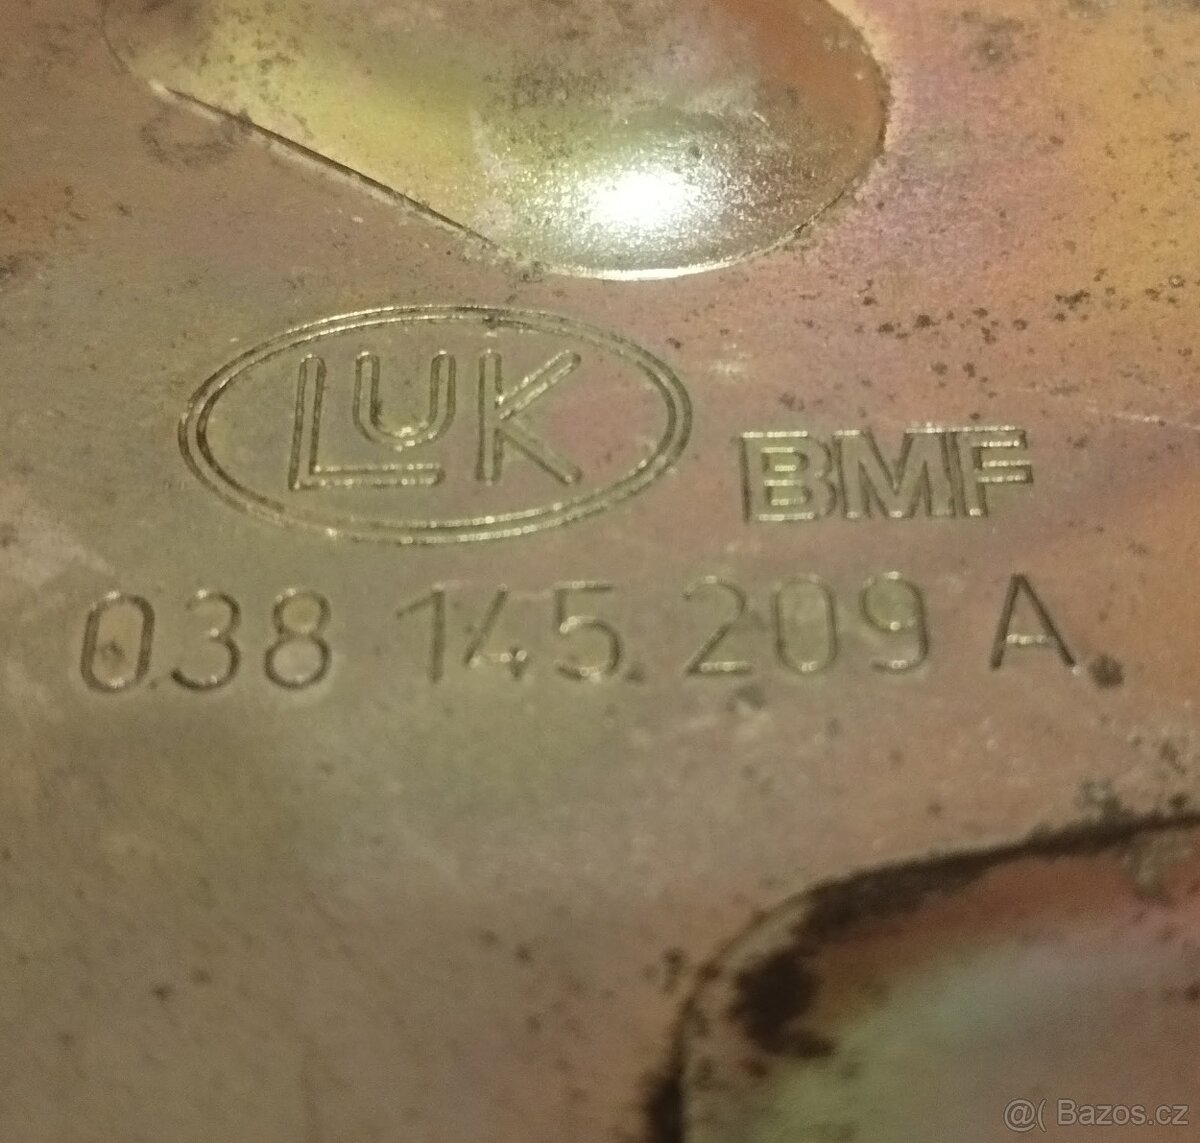 LUK BMF
038 145 209 A
@( Bazos.cz